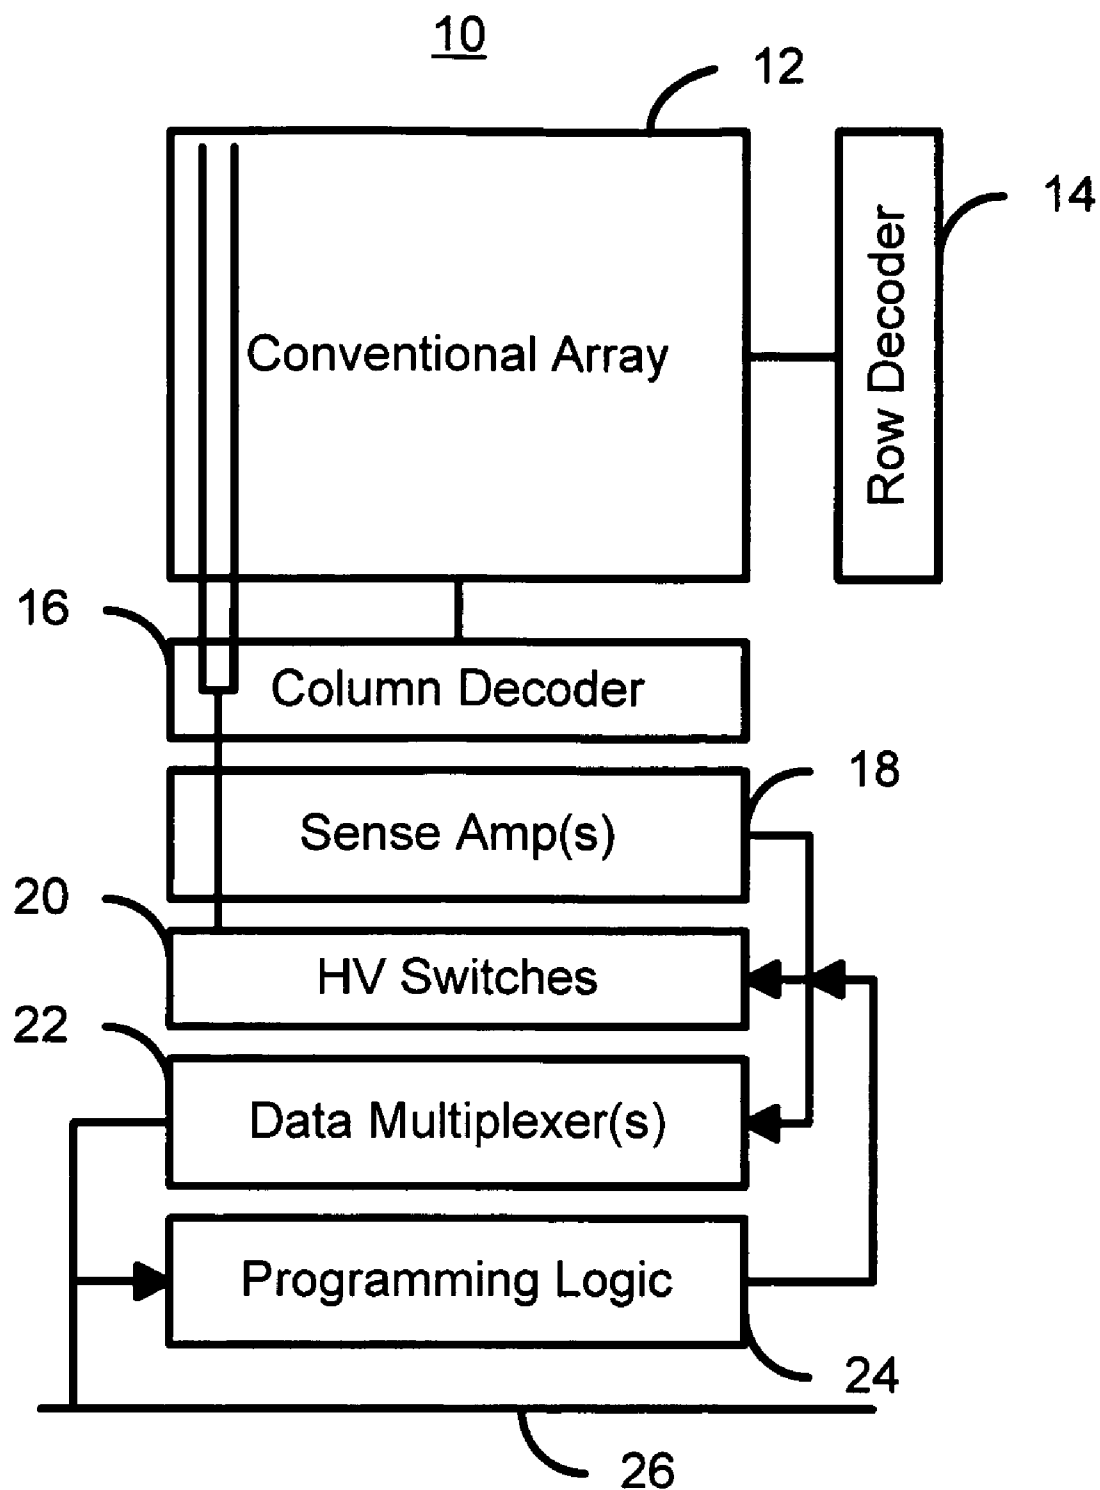 10
12
14
Conventional Array
Row Decoder
16
Column Decoder
18
Sense Amp(s)
20
HV Switches
22
Data Multiplexer(s)
Programming Logic
24
26